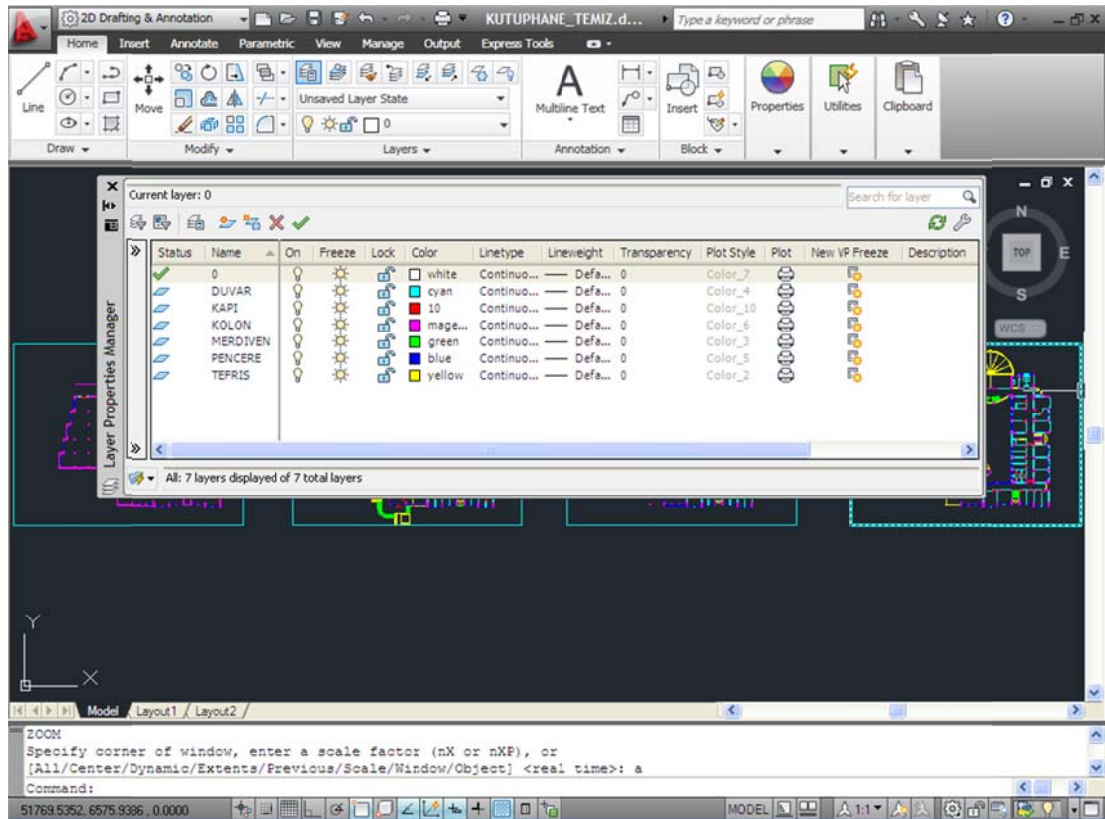 2D Drafting & Annotation KUTUPHANE_TEMIZ.d... Type a keyword or phrase
Home Insert Annotate Parametric View Manage Output Express Tools
Line Move Unsaved Layer State 0 Multiline Text Insert Properties Utilities Clipboard
Draw Modify Layers Annotation Block
Current layer: 0 Search for layer
Status Name On Freeze Lock Color Linetype Lineweight Transparency Plot Style Plot New VP Freeze Description
0 white Continuo... Defa... 0 Color_7
DUVAR cyan Continuo... Defa... 0 Color_4
KAPI 10 Continuo... Defa... 0 Color_10
KOLON mage... Continuo... Defa... 0 Color_6
MERDIVEN green Continuo... Defa... 0 Color_3
PENCERE blue Continuo... Defa... 0 Color_5
TEFRIS yellow Continuo... Defa... 0 Color_2
Layer Properties Manager
All: 7 layers displayed of 7 total layers
N
TOP E
S
WCS
Y
X
Model Layout1 Layout2
ZOOM
Specify corner of window, enter a scale factor (nX or nXP), or
[All/Center/Dynamic/Extents/Previous/Scale/Window/Object] <real time>: a
Command:
51769.5352, 6575.9386 , 0.0000 MODEL 1:1